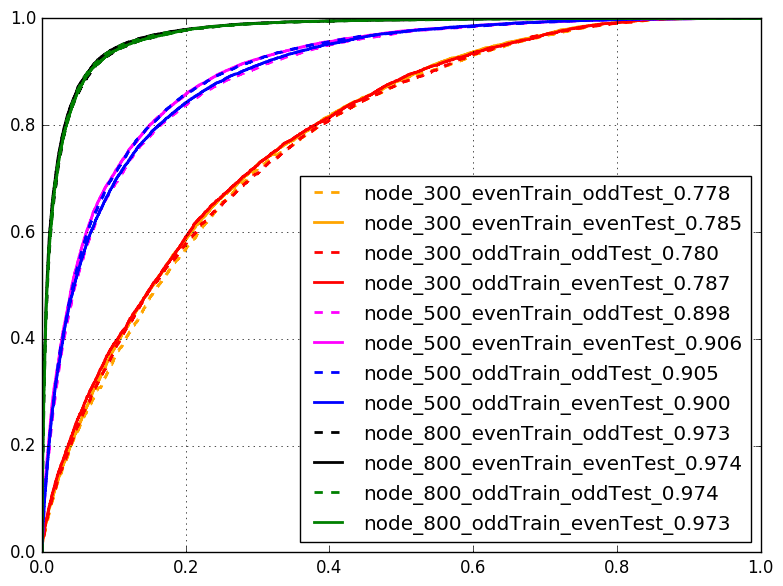 1.0
0.8
0.6
0.4
0.2
0.0
0.0 0.2 0.4 0.6 0.8 1.0
node_300_evenTrain_oddTest_0.778
node_300_evenTrain_evenTest_0.785
node_300_oddTrain_oddTest_0.780
node_300_oddTrain_evenTest_0.787
node_500_evenTrain_oddTest_0.898
node_500_evenTrain_evenTest_0.906
node_500_oddTrain_oddTest_0.905
node_500_oddTrain_evenTest_0.900
node_800_evenTrain_oddTest_0.973
node_800_evenTrain_evenTest_0.974
node_800_oddTrain_oddTest_0.974
node_800_oddTrain_evenTest_0.973